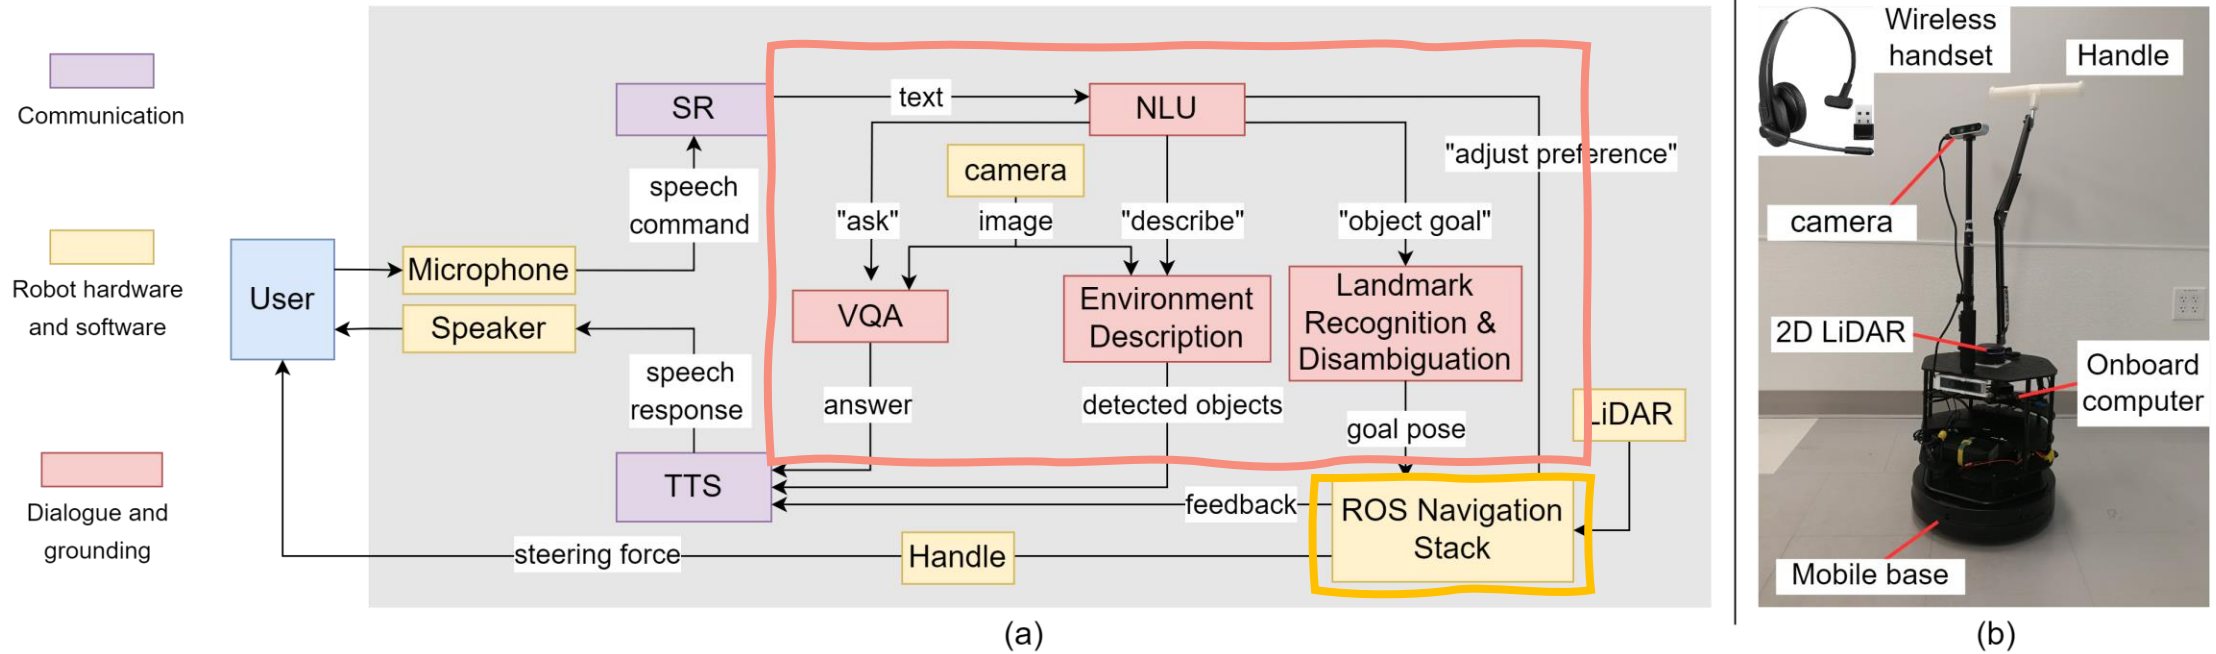 Communication
Robot hardware
and software
Dialogue and
grounding
User
Microphone
Speaker
speech
command
speech
response
SR
TTS
text
NLU
camera
image
"ask"
"describe"
"object goal"
"adjust preference"
VQA
Environment
Description
Landmark
Recognition &
Disambiguation
answer
detected objects
goal pose
LiDAR
feedback
ROS Navigation
Stack
steering force
Handle
(a)
Wireless
handset
Handle
camera
2D LiDAR
Onboard
computer
Mobile base
(b)